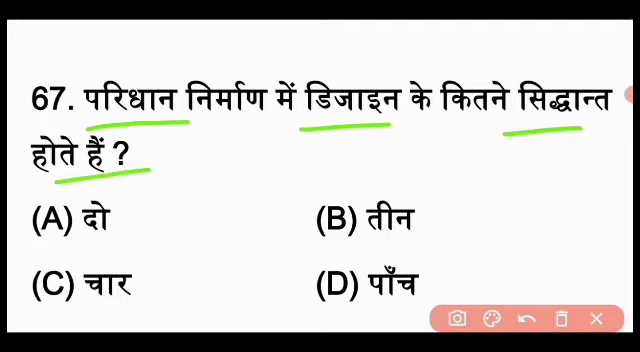 67. परिधान निर्माण में डिजाइन के कितने सिद्धान्त
होते हैं ?
(A) दो (B) तीन
(C) चार (D) पाँच